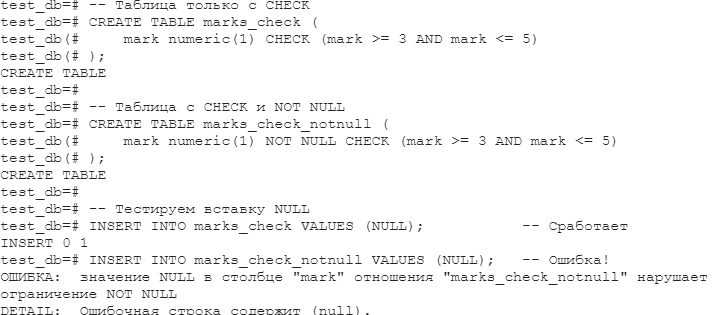 test_db=# -- Таблица только с CHECK
test_db=# CREATE TABLE marks_check (
test_db(#     mark numeric(1) CHECK (mark >= 3 AND mark <= 5)
test_db(# );
CREATE TABLE
test_db=#
test_db=# -- Таблица с CHECK и NOT NULL
test_db=# CREATE TABLE marks_check_notnull (
test_db(#     mark numeric(1) NOT NULL CHECK (mark >= 3 AND mark <= 5)
test_db(# );
CREATE TABLE
test_db=#
test_db=# -- Тестируем вставку NULL
test_db=# INSERT INTO marks_check VALUES (NULL);           -- Сработает
INSERT 0 1
test_db=# INSERT INTO marks_check_notnull VALUES (NULL);   -- Ошибка!
ОШИБКА:  значение NULL в столбце "mark" отношения "marks_check_notnull" нарушает
ограничение NOT NULL
DETAIL:  Ошибочная строка содержит (null).